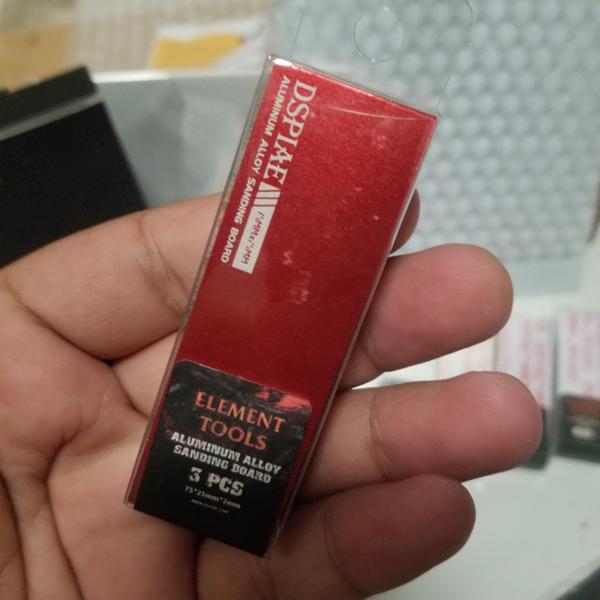 DSPIAE
ALUMINUM ALLOY SANDING BOARD
ELEMENT
TOOLS
ALUMINUM ALLOY
SANDING BOARD
3 PCS
75*25mm*2mm